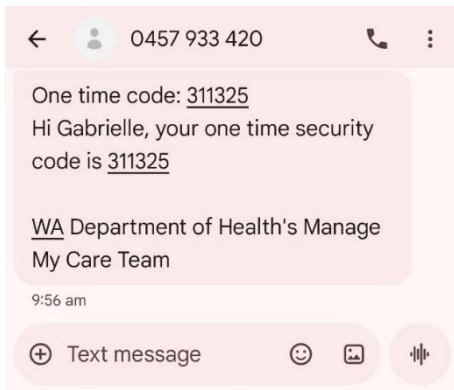 0457 933 420
One time code: 311325
Hi Gabrielle, your one time security
code is 311325
WA Department of Health's Manage
My Care Team
9:56 am
Text message